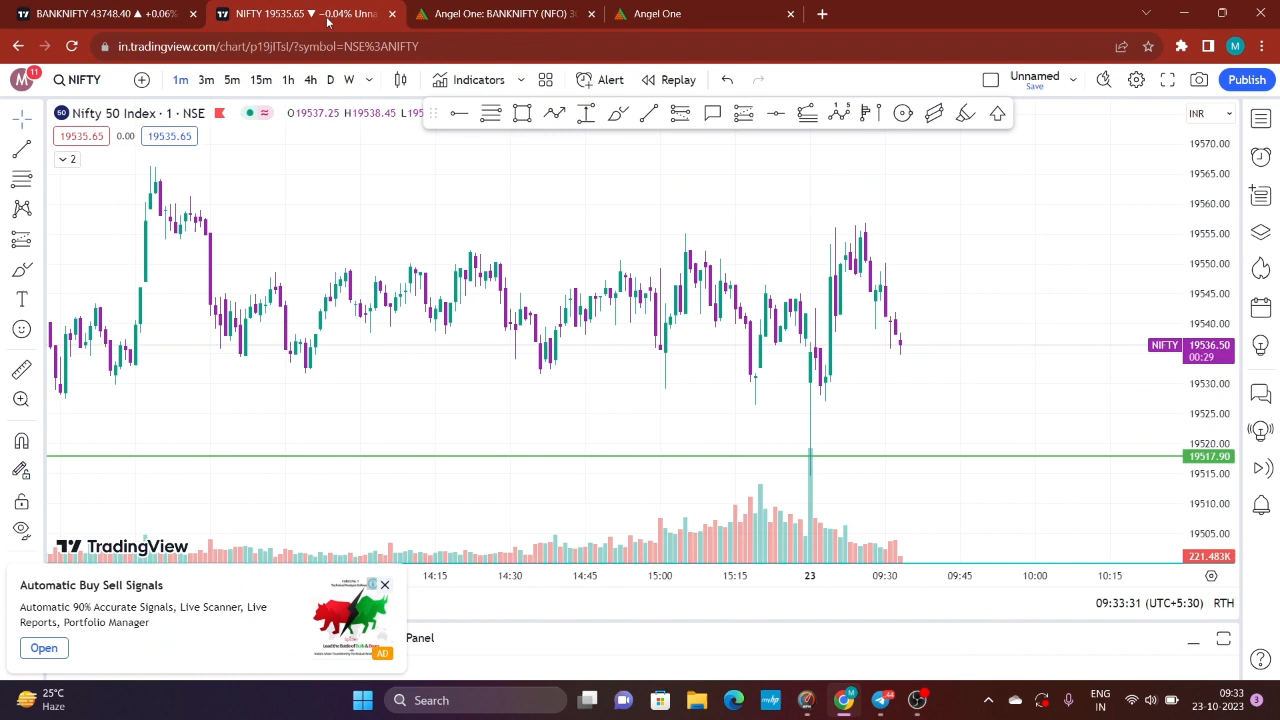 BANKNIFTY 43748.40 ▲ +0.06%
NIFTY 19535.65 ▼ −0.04% Unna
Angel One: BANKNIFTY (NFO) 30
Angel One
in.tradingview.com/chart/p19jITsI/?symbol=NSE%3ANIFTY
M
M 11 NIFTY 1m 3m 5m 15m 1h 4h D W Indicators Alert Replay Unnamed Publish
Save
50 Nifty 50 Index · 1 · NSE O19537.25 H19538.45 L195
INR
19535.65 0.00 19535.65
2
19570.00
19565.00
19560.00
19555.00
19550.00
19545.00
19540.00
NIFTY 19536.50
00:29
19530.00
19525.00
19520.00
19517.90
19515.00
19510.00
19505.00
221.483K
TradingView
14:15 14:30 14:45 15:00 15:15 23 09:30 09:45 10:00 10:15
09:33:31 (UTC+5:30) RTH
Panel
Automatic Buy Sell Signals
Automatic 90% Accurate Signals, Live Scanner, Live
Reports, Portfolio Manager
Open
AD
25°C
Haze
Search
44
ENG
IN
09:33
23-10-2023
3